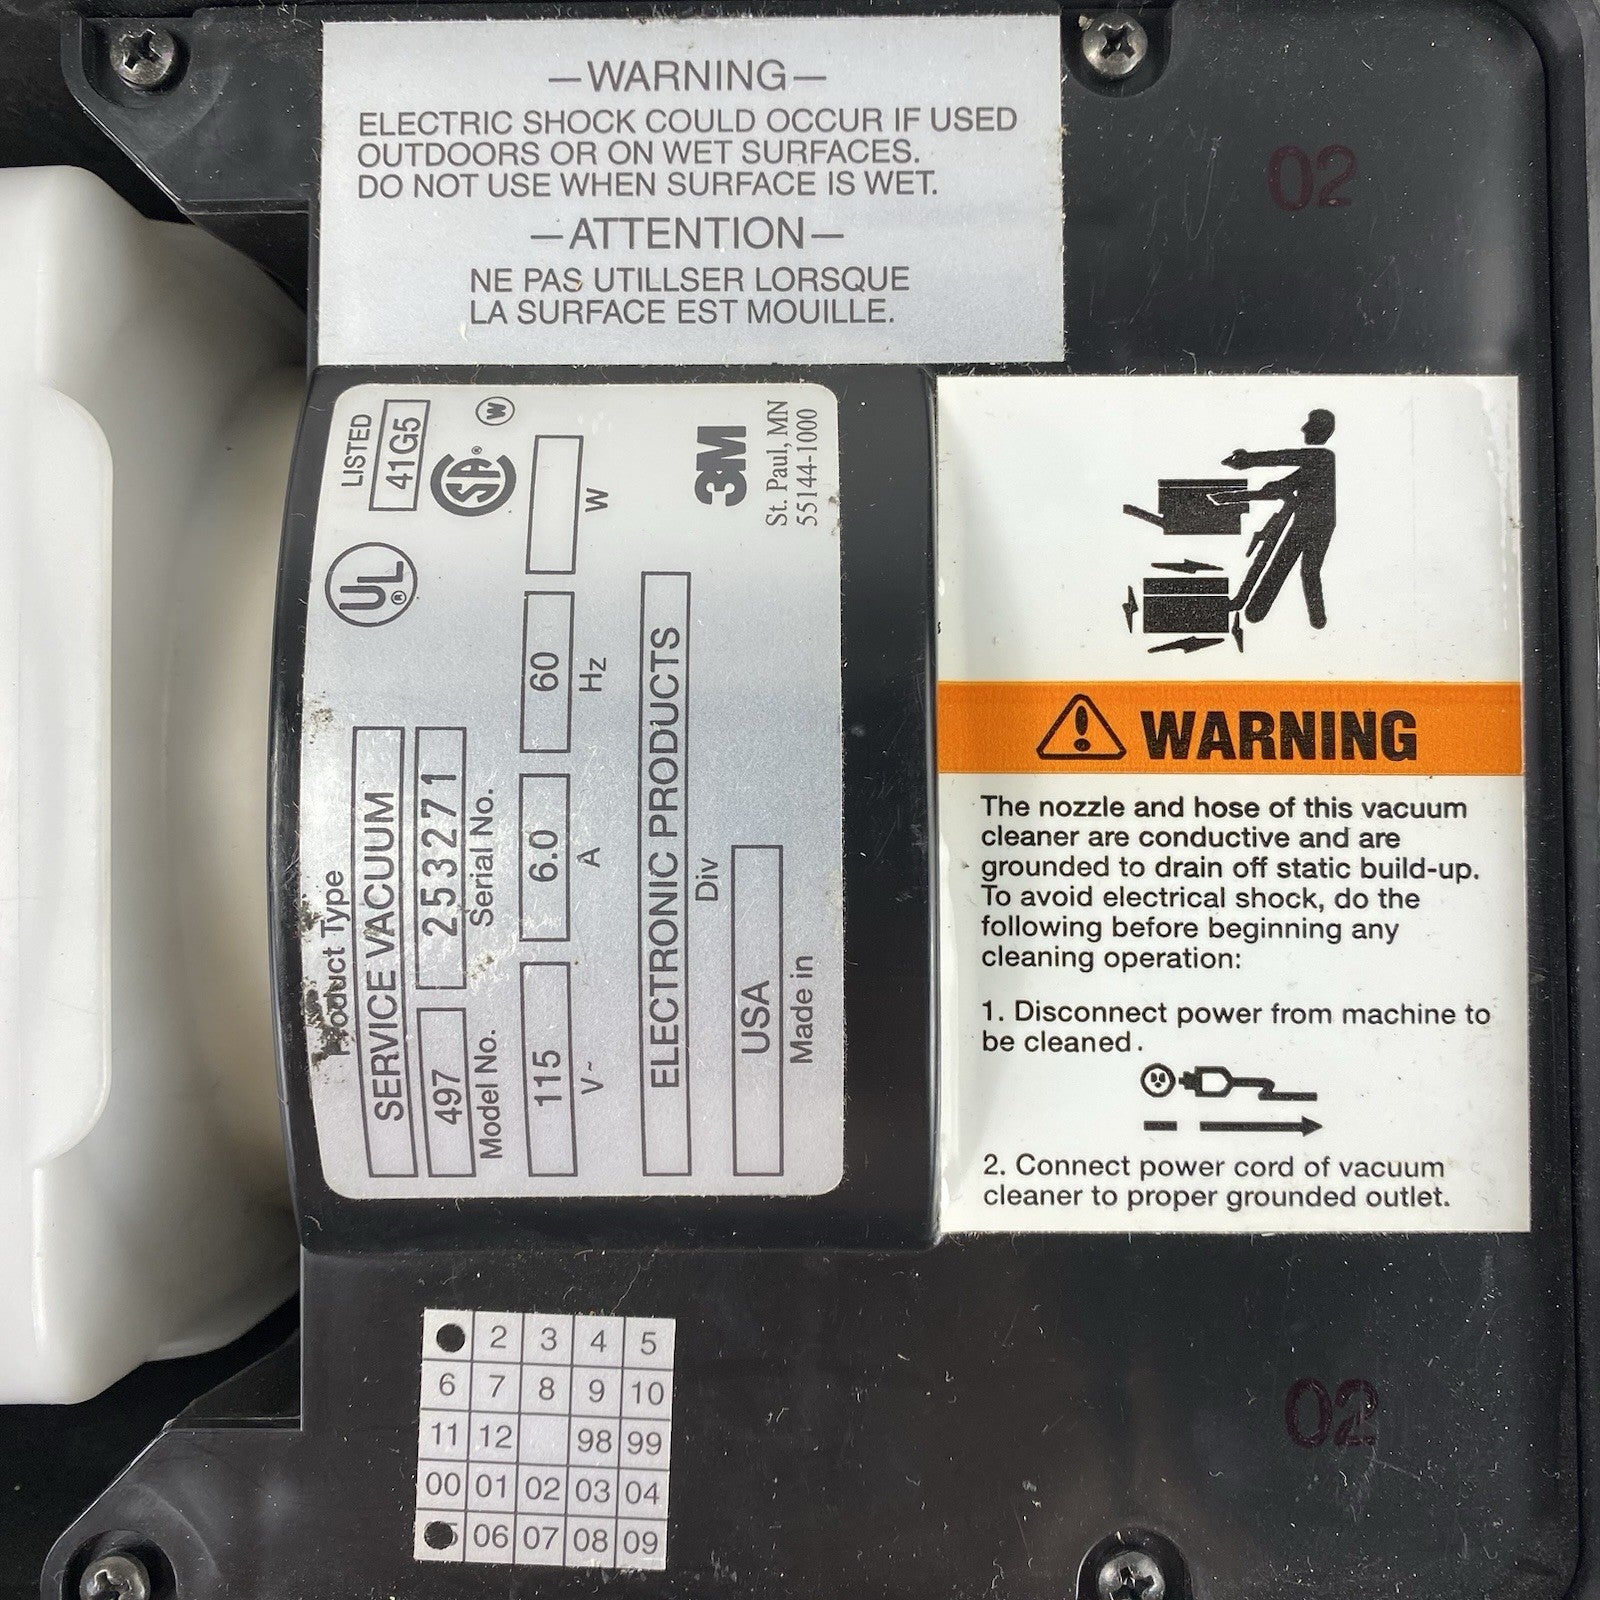 —WARNING—
ELECTRIC SHOCK COULD OCCUR IF USED
OUTDOORS OR ON WET SURFACES.
DO NOT USE WHEN SURFACE IS WET.
—ATTENTION—
NE PAS UTILLSER LORSQUE
LA SURFACE EST MOUILLE.
02
Product Type
SERVICE VACUUM
497
Model No.
253271
Serial No.
UL®
LISTED
41G5
SA®
W
115
V~
6.0
A
60
Hz
W
ELECTRONIC PRODUCTS
Div
USA
Made in
3M
St. Paul, MN
55144-1000
WARNING
The nozzle and hose of this vacuum
cleaner are conductive and are
grounded to drain off static build-up.
To avoid electrical shock, do the
following before beginning any
cleaning operation:
1. Disconnect power from machine to
be cleaned.
2. Connect power cord of vacuum
cleaner to proper grounded outlet.
2 3 4 5
6 7 8 9 10
11 12 98 99
00 01 02 03 04
06 07 08 09
02